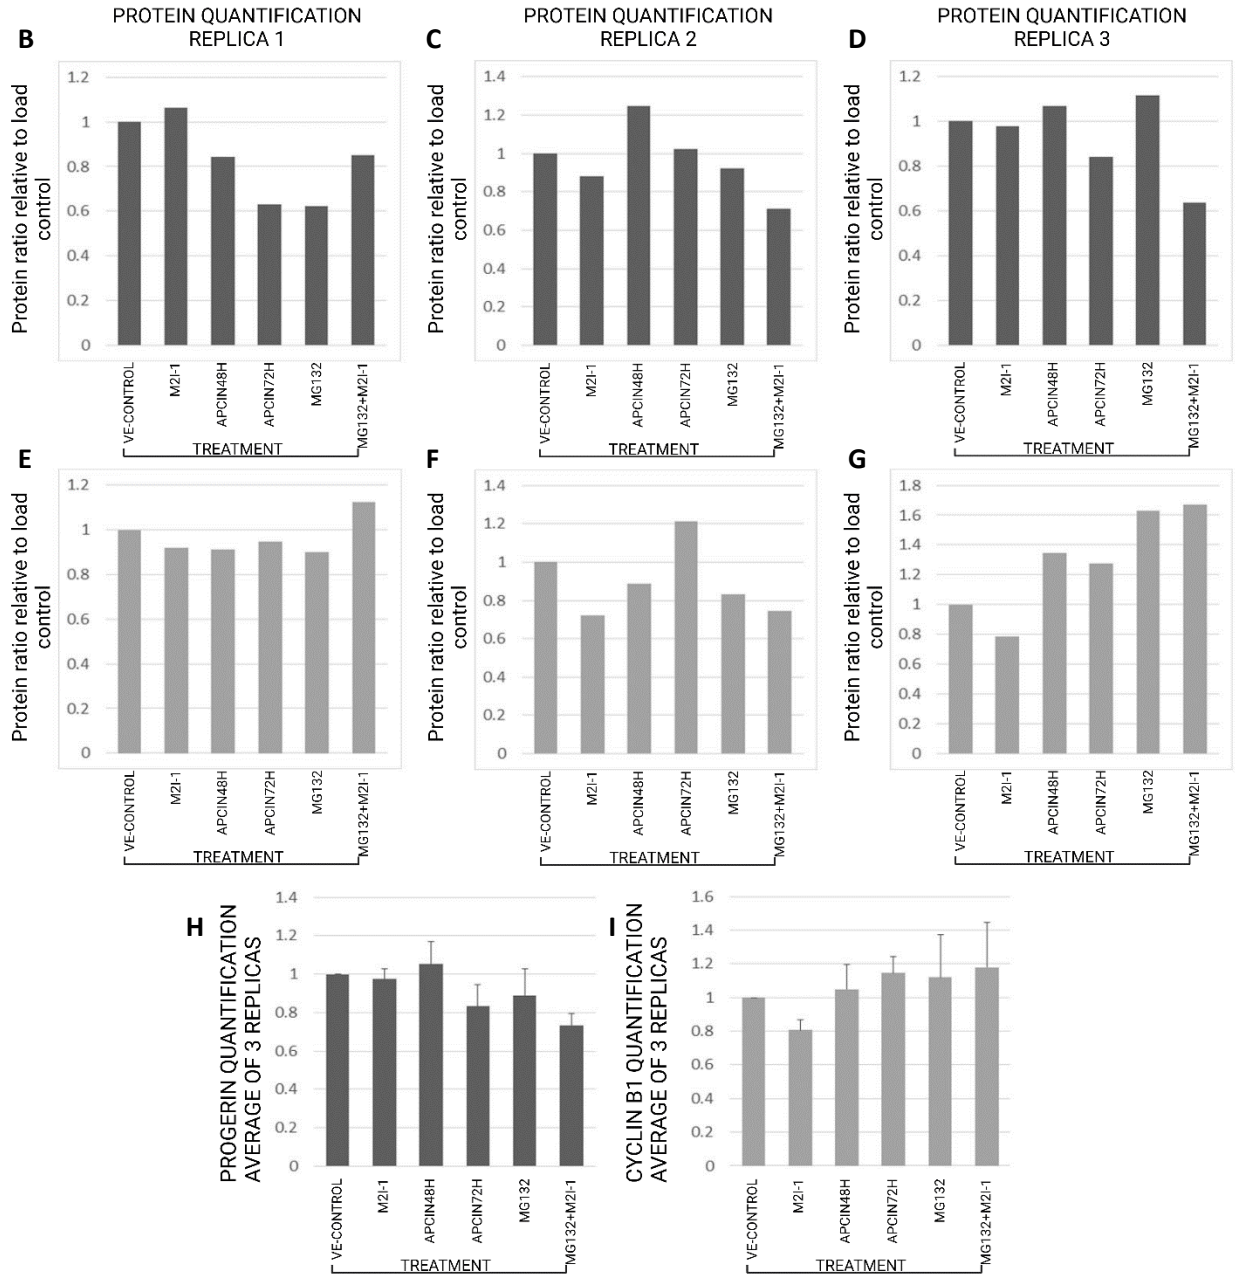 B
PROTEIN QUANTIFICATION
REPLICA 1
C
PROTEIN QUANTIFICATION
REPLICA 2
D
PROTEIN QUANTIFICATION
REPLICA 3
Protein ratio relative to load
control
1.2
1
0.8
0.6
0.4
0.2
0
VE-CONTROL
M2I-1
APCIN48H
APCIN72H
MG132
MG132+M2I-1
TREATMENT
Protein ratio relative to load
control
1.4
1.2
1
0.8
0.6
0.4
0.2
0
VE-CONTROL
M2I-1
APCIN48H
APCIN72H
MG132
MG132+M2I-1
TREATMENT
Protein ratio relative to load
control
1.2
1
0.8
0.6
0.4
0.2
0
VE-CONTROL
M2I-1
APCIN48H
APCIN72H
MG132
MG132+M2I-1
TREATMENT
E
Protein ratio relative to load
control
1.2
1
0.8
0.6
0.4
0.2
0
VE-CONTROL
M2I-1
APCIN48H
APCIN72H
MG132
MG132+M2I-1
TREATMENT
F
Protein ratio relative to load
control
1.4
1.2
1
0.8
0.6
0.4
0.2
0
VE-CONTROL
M2I-1
APCIN48H
APCIN72H
MG132
MG132+M2I-1
TREATMENT
G
Protein ratio relative to load
control
1.8
1.6
1.4
1.2
1
0.8
0.6
0.4
0.2
0
VE-CONTROL
M2I-1
APCIN48H
APCIN72H
MG132
MG132+M2I-1
TREATMENT
H
PROGERIN QUANTIFICATION
AVERAGE OF 3 REPLICAS
1.4
1.2
1
0.8
0.6
0.4
0.2
0
VE-CONTROL
M2I-1
APCIN48H
APCIN72H
MG132
MG132+M2I-1
TREATMENT
I
CYCLIN B1 QUANTIFICATION
AVERAGE OF 3 REPLICAS
1.6
1.4
1.2
1
0.8
0.6
0.4
0.2
0
VE-CONTROL
M2I-1
APCIN48H
APCIN72H
MG132
MG132+M2I-1
TREATMENT